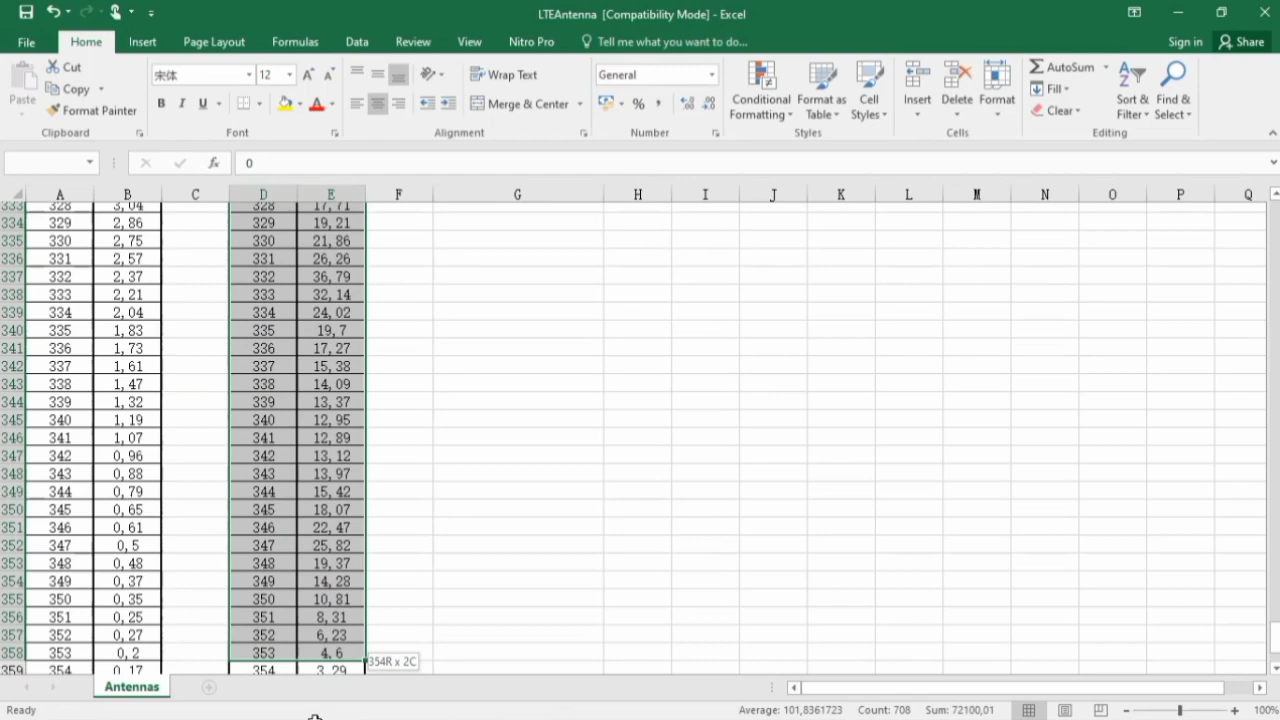 LTEAntenna [Compatibility Mode] - Excel
File Home Insert Page Layout Formulas Data Review View Nitro Pro Tell me what you want to do... Sign in Share
Paste
Cut
Copy
Format Painter
Clipboard
宋体 12
B I U
Font
Wrap Text
Merge & Center
Alignment
General
%
Number
Conditional Formatting
Format as Table
Cell Styles
Styles
Insert
Delete
Format
Cells
AutoSum
Fill
Clear
Sort & Filter
Find & Select
Editing
fx 0
A B C D E F G H I J K L M N O P Q
333 328 3,04 328 17,71
334 329 2,86 329 19,21
335 330 2,75 330 21,86
336 331 2,57 331 26,26
337 332 2,37 332 36,79
338 333 2,21 333 32,14
339 334 2,04 334 24,02
340 335 1,83 335 19,7
341 336 1,73 336 17,27
342 337 1,61 337 15,38
343 338 1,47 338 14,09
344 339 1,32 339 13,37
345 340 1,19 340 12,95
346 341 1,07 341 12,89
347 342 0,96 342 13,12
348 343 0,88 343 13,97
349 344 0,79 344 15,42
350 345 0,65 345 18,07
351 346 0,61 346 22,47
352 347 0,5 347 25,82
353 348 0,48 348 19,37
354 349 0,37 349 14,28
355 350 0,35 350 10,81
356 351 0,25 351 8,31
357 352 0,27 352 6,23
358 353 0,2 353 4,6
354R x 2C
359 354 0,17 354 3,29
Antennas
Ready Average: 101,8361723 Count: 708 Sum: 72100,01 100%